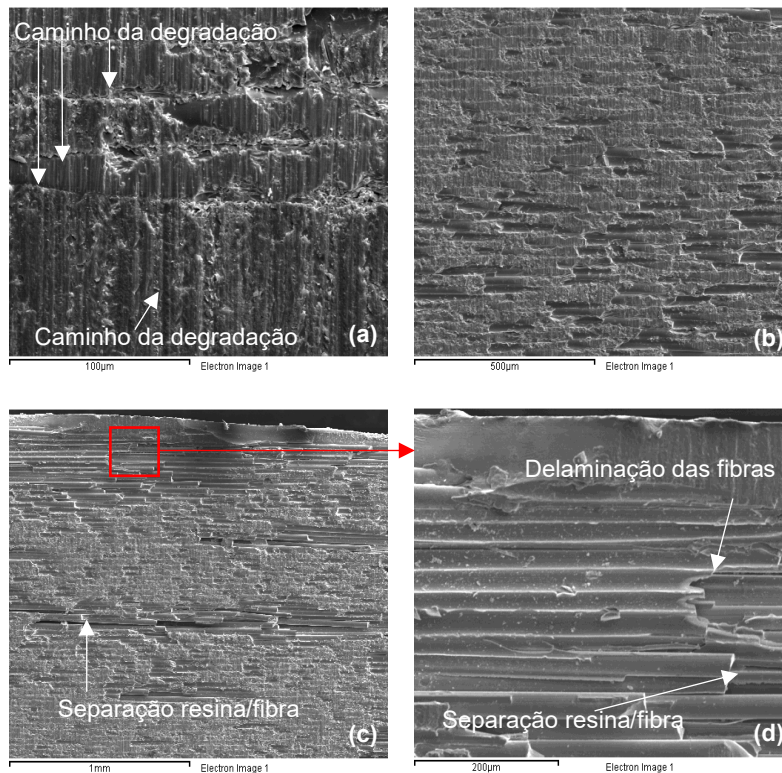 Caminho da degradação
Caminho da degradação
(a)
100µm
Electron Image 1
(b)
500µm
Electron Image 1
Separação resina/fibra
(c)
1mm
Electron Image 1
Delaminação das fibras
Separação resina/fibra
(d)
200µm
Electron Image 1